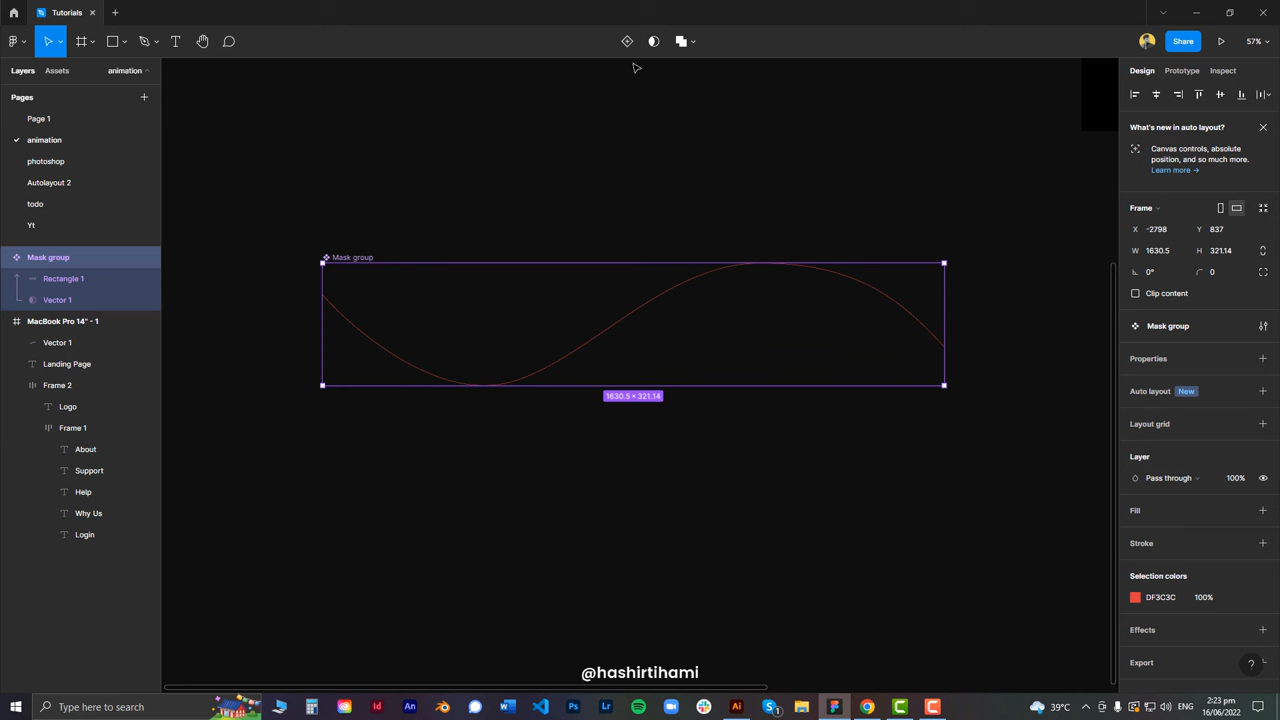 Tutorials
57%
Share
Layers
Assets
animation
Pages
Page 1
animation
photoshop
Autolayout 2
todo
Yt
Mask group
Rectangle 1
Vector 1
MacBook Pro 14" - 1
Vector 1
Landing Page
Frame 2
Logo
Frame 1
About
Support
Help
Why Us
Login
Mask group
1630.5 × 321.14
@hashirtihami
Design
Prototype
Inspect
What's new in auto layout?
Canvas controls, absolute
position, and so much more.
Learn more →
Frame
X -2798 Y 837
W 1630.5 H 321.14
0° 0
Clip content
Mask group
Properties
Auto layout New
Layout grid
Layer
Pass through 100%
Fill
Stroke
Selection colors
DF3C3C 100%
Effects
Export
?
Type here to search
Id
An
Ps
Lr
Ai
39°C
ENG
2:23 pm
16/06/2022